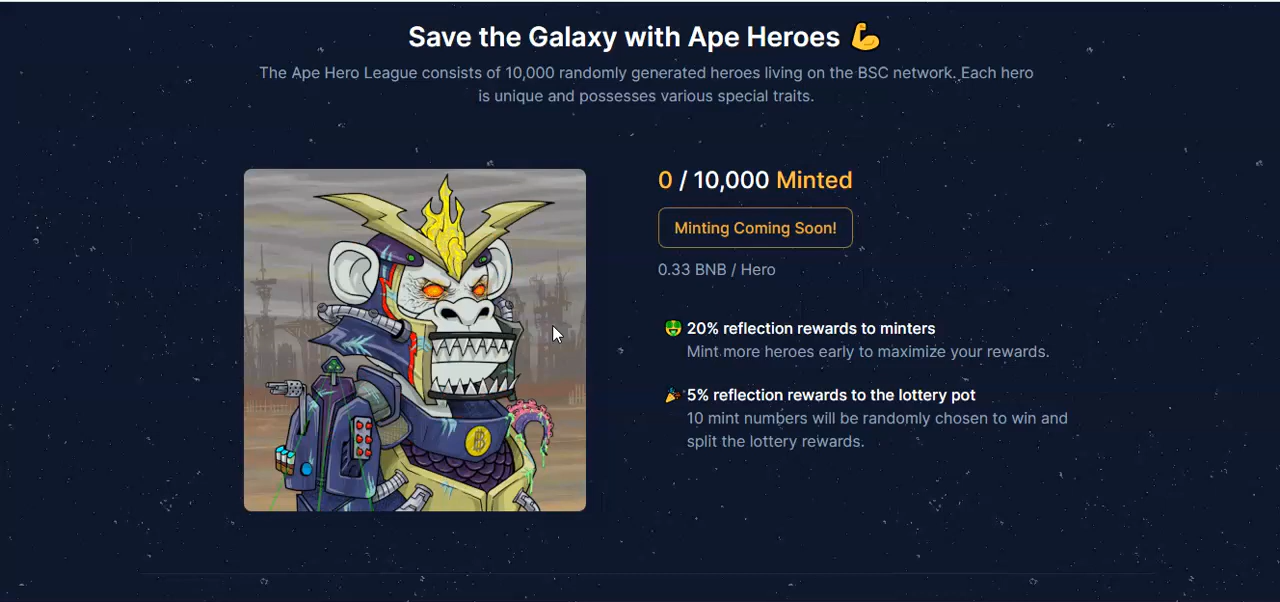 Save the Galaxy with Ape Heroes 💪
The Ape Hero League consists of 10,000 randomly generated heroes living on the BSC network. Each hero
is unique and possesses various special traits.
0 / 10,000 Minted
Minting Coming Soon!
0.33 BNB / Hero
🤑 20% reflection rewards to minters
Mint more heroes early to maximize your rewards.
🎉 5% reflection rewards to the lottery pot
10 mint numbers will be randomly chosen to win and
split the lottery rewards.